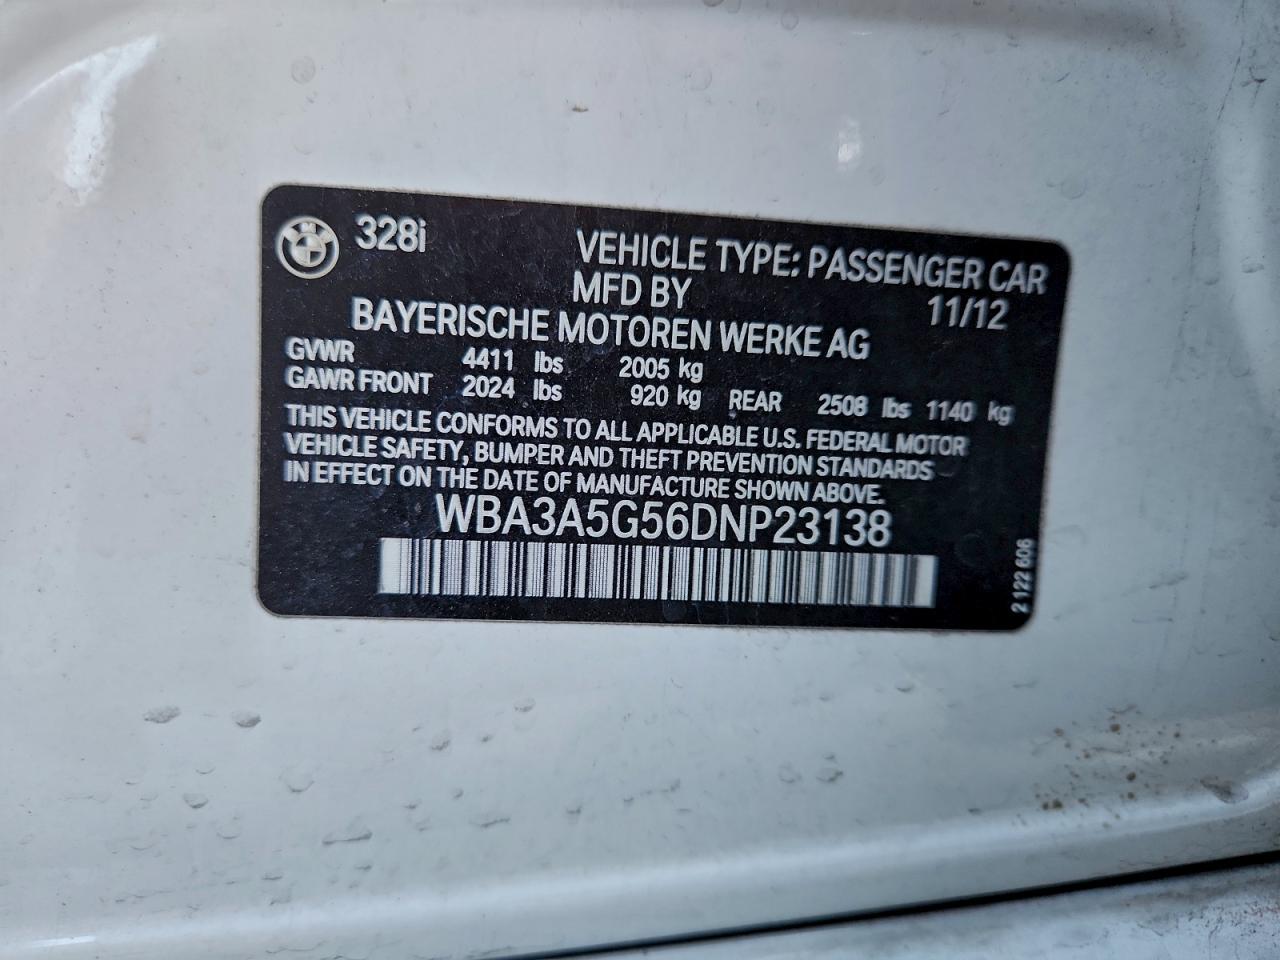 BMW 328i
VEHICLE TYPE: PASSENGER CAR
MFD BY 11/12
BAYERISCHE MOTOREN WERKE AG
GVWR 4411 lbs 2005 kg
GAWR FRONT 2024 lbs 920 kg REAR 2508 lbs 1140 kg
THIS VEHICLE CONFORMS TO ALL APPLICABLE U.S. FEDERAL MOTOR
VEHICLE SAFETY, BUMPER AND THEFT PREVENTION STANDARDS
IN EFFECT ON THE DATE OF MANUFACTURE SHOWN ABOVE.
WBA3A5G56DNP23138
2 122 606